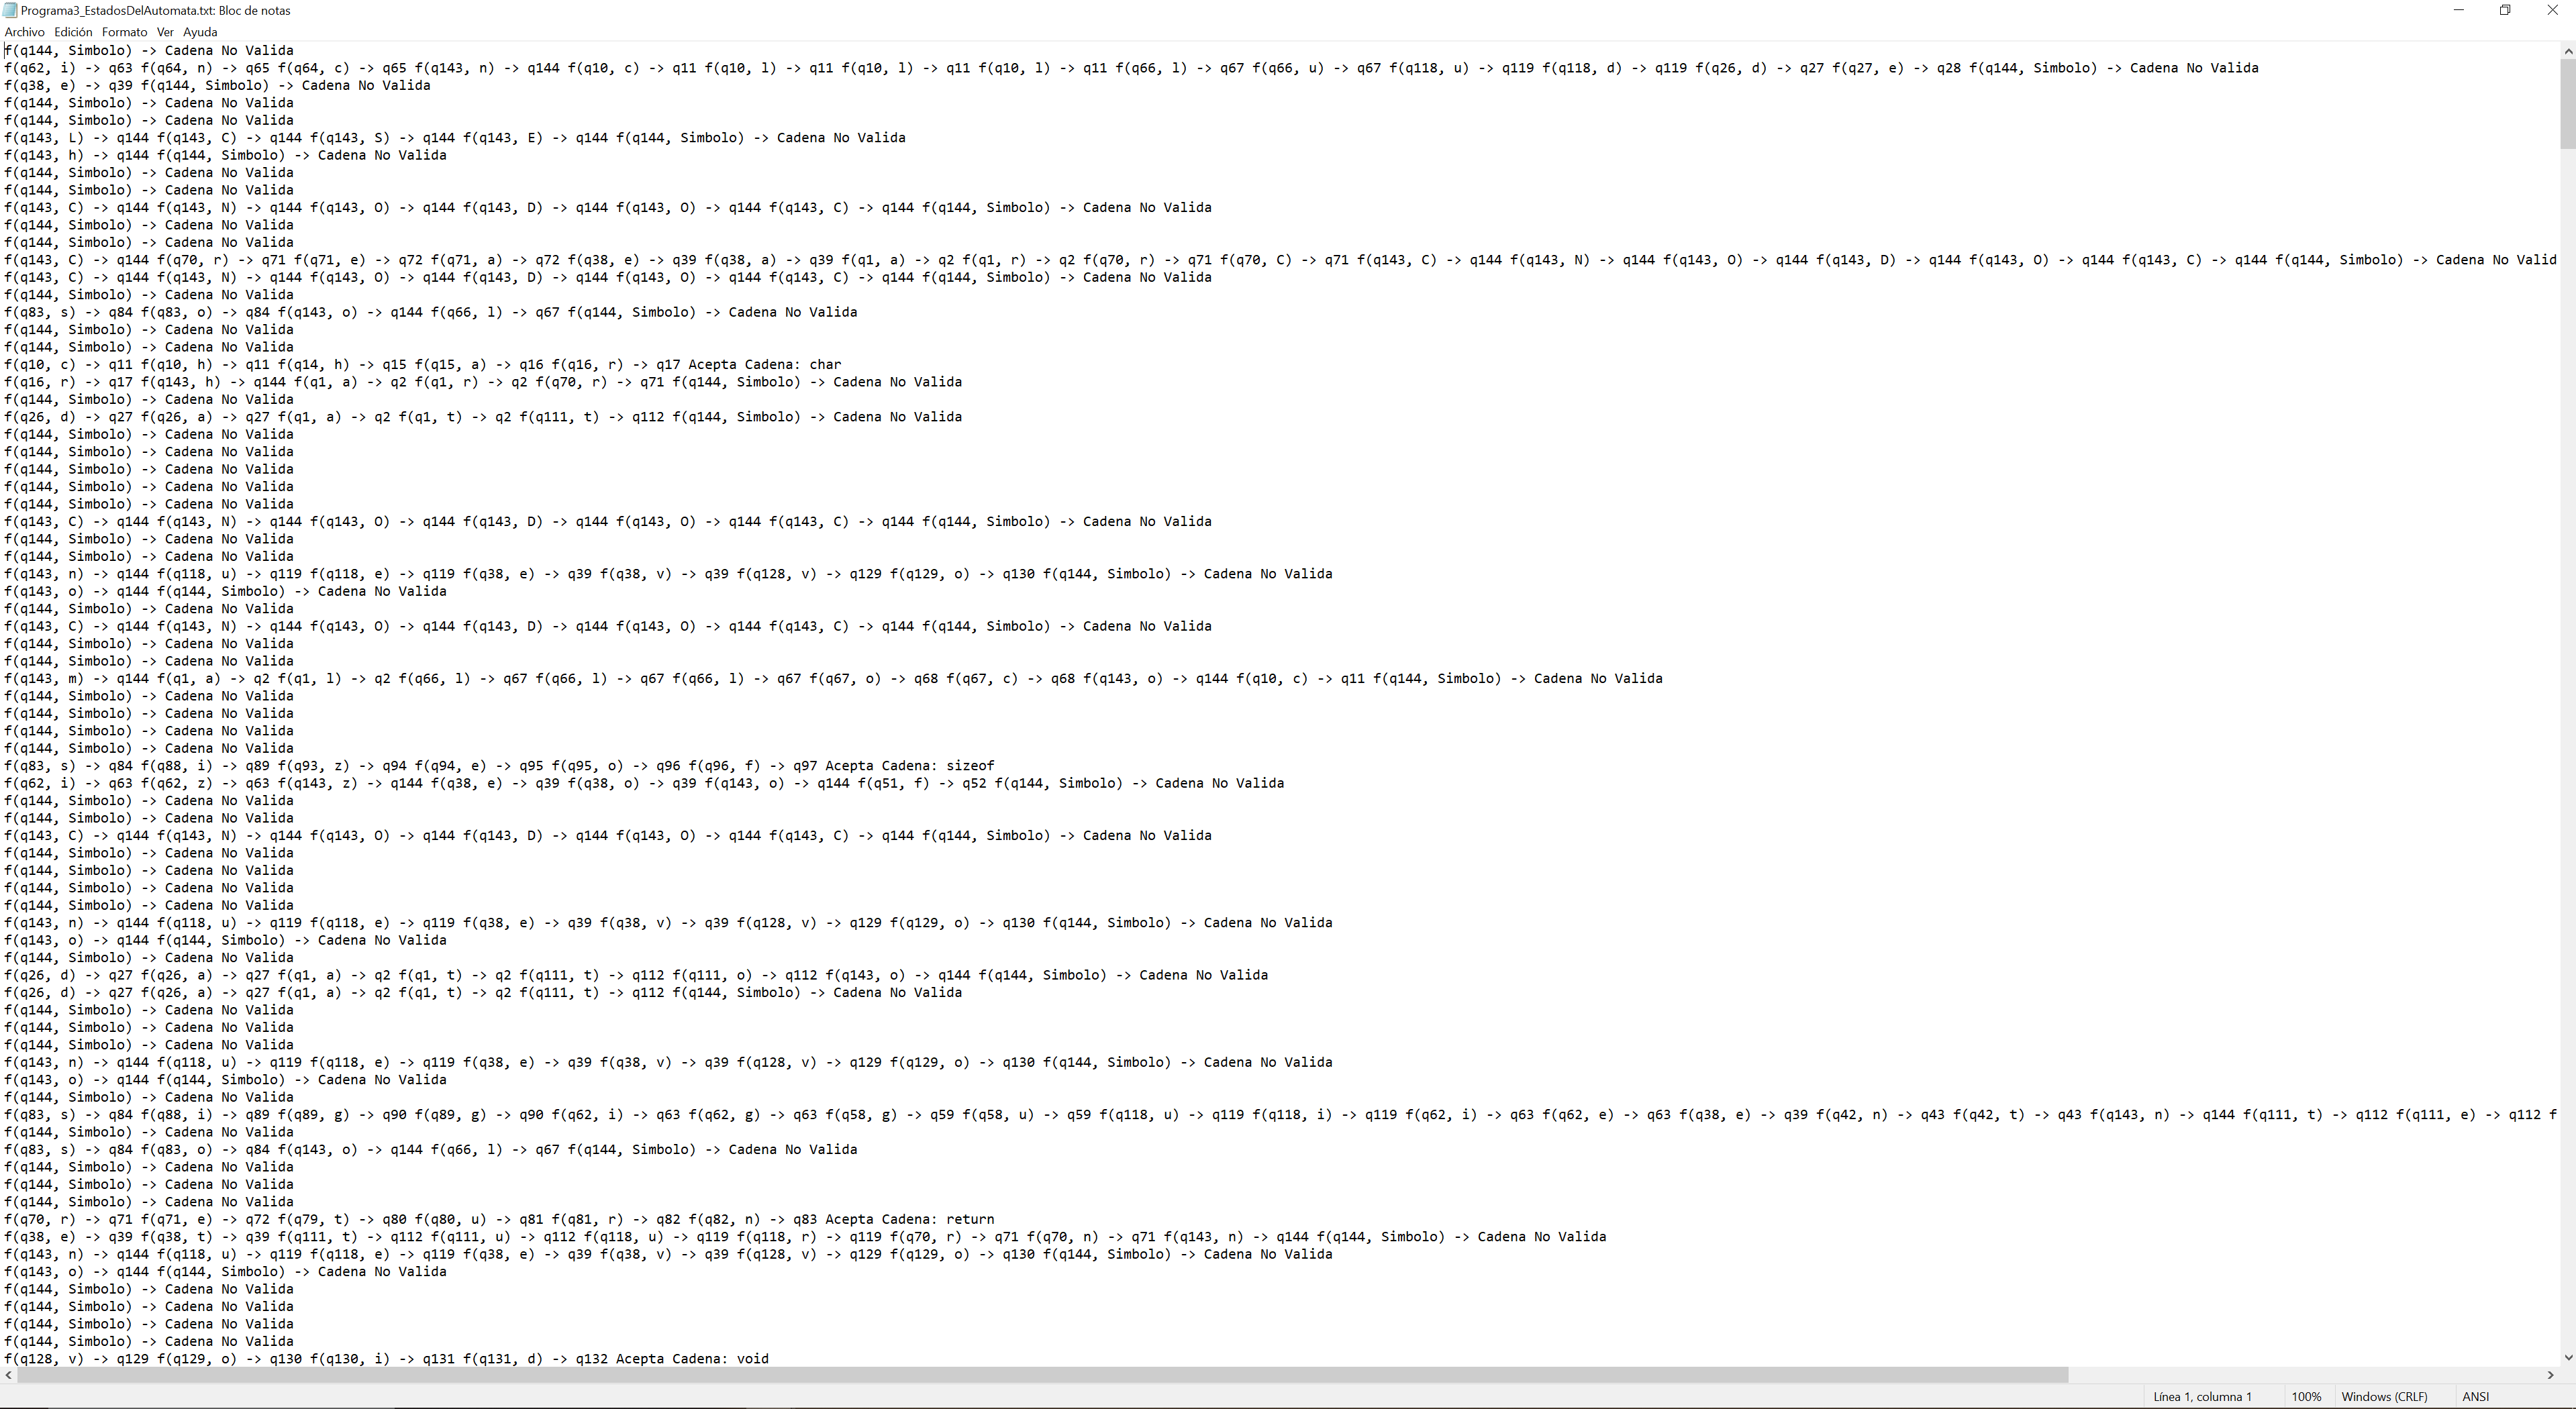 Programa3_EstadosDelAutomata.txt: Bloc de notas
Archivo Edición Formato Ver Ayuda
f(q144, Simbolo) -> Cadena No Valida
f(q62, i) -> q63 f(q64, n) -> q65 f(q64, c) -> q65 f(q143, n) -> q144 f(q10, c) -> q11 f(q10, l) -> q11 f(q10, l) -> q11 f(q10, l) -> q11 f(q66, l) -> q67 f(q66, u) -> q67 f(q118, u) -> q119 f(q118, d) -> q119 f(q26, d) -> q27 f(q27, e) -> q28 f(q144, Simbolo) -> Cadena No Valida
f(q38, e) -> q39 f(q144, Simbolo) -> Cadena No Valida
f(q144, Simbolo) -> Cadena No Valida
f(q144, Simbolo) -> Cadena No Valida
f(q143, L) -> q144 f(q143, C) -> q144 f(q143, S) -> q144 f(q143, E) -> q144 f(q144, Simbolo) -> Cadena No Valida
f(q143, h) -> q144 f(q144, Simbolo) -> Cadena No Valida
f(q144, Simbolo) -> Cadena No Valida
f(q144, Simbolo) -> Cadena No Valida
f(q143, C) -> q144 f(q143, N) -> q144 f(q143, O) -> q144 f(q143, D) -> q144 f(q143, O) -> q144 f(q143, C) -> q144 f(q144, Simbolo) -> Cadena No Valida
f(q144, Simbolo) -> Cadena No Valida
f(q144, Simbolo) -> Cadena No Valida
f(q143, C) -> q144 f(q70, r) -> q71 f(q71, e) -> q72 f(q71, a) -> q72 f(q38, e) -> q39 f(q38, a) -> q39 f(q1, a) -> q2 f(q1, r) -> q2 f(q70, r) -> q71 f(q70, C) -> q71 f(q143, C) -> q144 f(q143, N) -> q144 f(q143, O) -> q144 f(q143, D) -> q144 f(q143, O) -> q144 f(q143, C) -> q144 f(q144, Simbolo) -> Cadena No Valid
f(q143, C) -> q144 f(q143, N) -> q144 f(q143, O) -> q144 f(q143, D) -> q144 f(q143, O) -> q144 f(q143, C) -> q144 f(q144, Simbolo) -> Cadena No Valida
f(q144, Simbolo) -> Cadena No Valida
f(q83, s) -> q84 f(q83, o) -> q84 f(q143, o) -> q144 f(q66, l) -> q67 f(q144, Simbolo) -> Cadena No Valida
f(q144, Simbolo) -> Cadena No Valida
f(q144, Simbolo) -> Cadena No Valida
f(q10, c) -> q11 f(q10, h) -> q11 f(q14, h) -> q15 f(q15, a) -> q16 f(q16, r) -> q17 Acepta Cadena: char
f(q16, r) -> q17 f(q143, h) -> q144 f(q1, a) -> q2 f(q1, r) -> q2 f(q70, r) -> q71 f(q144, Simbolo) -> Cadena No Valida
f(q144, Simbolo) -> Cadena No Valida
f(q26, d) -> q27 f(q26, a) -> q27 f(q1, a) -> q2 f(q1, t) -> q2 f(q111, t) -> q112 f(q144, Simbolo) -> Cadena No Valida
f(q144, Simbolo) -> Cadena No Valida
f(q144, Simbolo) -> Cadena No Valida
f(q144, Simbolo) -> Cadena No Valida
f(q144, Simbolo) -> Cadena No Valida
f(q144, Simbolo) -> Cadena No Valida
f(q143, C) -> q144 f(q143, N) -> q144 f(q143, O) -> q144 f(q143, D) -> q144 f(q143, O) -> q144 f(q143, C) -> q144 f(q144, Simbolo) -> Cadena No Valida
f(q144, Simbolo) -> Cadena No Valida
f(q144, Simbolo) -> Cadena No Valida
f(q143, n) -> q144 f(q118, u) -> q119 f(q118, e) -> q119 f(q38, e) -> q39 f(q38, v) -> q39 f(q128, v) -> q129 f(q129, o) -> q130 f(q144, Simbolo) -> Cadena No Valida
f(q143, o) -> q144 f(q144, Simbolo) -> Cadena No Valida
f(q144, Simbolo) -> Cadena No Valida
f(q143, C) -> q144 f(q143, N) -> q144 f(q143, O) -> q144 f(q143, D) -> q144 f(q143, O) -> q144 f(q143, C) -> q144 f(q144, Simbolo) -> Cadena No Valida
f(q144, Simbolo) -> Cadena No Valida
f(q144, Simbolo) -> Cadena No Valida
f(q143, m) -> q144 f(q1, a) -> q2 f(q1, l) -> q2 f(q66, l) -> q67 f(q66, l) -> q67 f(q66, l) -> q67 f(q67, o) -> q68 f(q67, c) -> q68 f(q143, o) -> q144 f(q10, c) -> q11 f(q144, Simbolo) -> Cadena No Valida
f(q144, Simbolo) -> Cadena No Valida
f(q144, Simbolo) -> Cadena No Valida
f(q144, Simbolo) -> Cadena No Valida
f(q144, Simbolo) -> Cadena No Valida
f(q83, s) -> q84 f(q88, i) -> q89 f(q93, z) -> q94 f(q94, e) -> q95 f(q95, o) -> q96 f(q96, f) -> q97 Acepta Cadena: sizeof
f(q62, i) -> q63 f(q62, z) -> q63 f(q143, z) -> q144 f(q38, e) -> q39 f(q38, o) -> q39 f(q143, o) -> q144 f(q51, f) -> q52 f(q144, Simbolo) -> Cadena No Valida
f(q144, Simbolo) -> Cadena No Valida
f(q144, Simbolo) -> Cadena No Valida
f(q143, C) -> q144 f(q143, N) -> q144 f(q143, O) -> q144 f(q143, D) -> q144 f(q143, O) -> q144 f(q143, C) -> q144 f(q144, Simbolo) -> Cadena No Valida
f(q144, Simbolo) -> Cadena No Valida
f(q144, Simbolo) -> Cadena No Valida
f(q144, Simbolo) -> Cadena No Valida
f(q144, Simbolo) -> Cadena No Valida
f(q143, n) -> q144 f(q118, u) -> q119 f(q118, e) -> q119 f(q38, e) -> q39 f(q38, v) -> q39 f(q128, v) -> q129 f(q129, o) -> q130 f(q144, Simbolo) -> Cadena No Valida
f(q143, o) -> q144 f(q144, Simbolo) -> Cadena No Valida
f(q144, Simbolo) -> Cadena No Valida
f(q26, d) -> q27 f(q26, a) -> q27 f(q1, a) -> q2 f(q1, t) -> q2 f(q111, t) -> q112 f(q111, o) -> q112 f(q143, o) -> q144 f(q144, Simbolo) -> Cadena No Valida
f(q26, d) -> q27 f(q26, a) -> q27 f(q1, a) -> q2 f(q1, t) -> q2 f(q111, t) -> q112 f(q144, Simbolo) -> Cadena No Valida
f(q144, Simbolo) -> Cadena No Valida
f(q144, Simbolo) -> Cadena No Valida
f(q144, Simbolo) -> Cadena No Valida
f(q143, n) -> q144 f(q118, u) -> q119 f(q118, e) -> q119 f(q38, e) -> q39 f(q38, v) -> q39 f(q128, v) -> q129 f(q129, o) -> q130 f(q144, Simbolo) -> Cadena No Valida
f(q143, o) -> q144 f(q144, Simbolo) -> Cadena No Valida
f(q144, Simbolo) -> Cadena No Valida
f(q83, s) -> q84 f(q88, i) -> q89 f(q89, g) -> q90 f(q89, g) -> q90 f(q62, i) -> q63 f(q62, g) -> q63 f(q58, g) -> q59 f(q58, u) -> q59 f(q118, u) -> q119 f(q118, i) -> q119 f(q62, i) -> q63 f(q62, e) -> q63 f(q38, e) -> q39 f(q42, n) -> q43 f(q42, t) -> q43 f(q143, n) -> q144 f(q111, t) -> q112 f(q111, e) -> q112 f
f(q144, Simbolo) -> Cadena No Valida
f(q83, s) -> q84 f(q83, o) -> q84 f(q143, o) -> q144 f(q66, l) -> q67 f(q144, Simbolo) -> Cadena No Valida
f(q144, Simbolo) -> Cadena No Valida
f(q144, Simbolo) -> Cadena No Valida
f(q144, Simbolo) -> Cadena No Valida
f(q70, r) -> q71 f(q71, e) -> q72 f(q79, t) -> q80 f(q80, u) -> q81 f(q81, r) -> q82 f(q82, n) -> q83 Acepta Cadena: return
f(q38, e) -> q39 f(q38, t) -> q39 f(q111, t) -> q112 f(q111, u) -> q112 f(q118, u) -> q119 f(q118, r) -> q119 f(q70, r) -> q71 f(q70, n) -> q71 f(q143, n) -> q144 f(q144, Simbolo) -> Cadena No Valida
f(q143, n) -> q144 f(q118, u) -> q119 f(q118, e) -> q119 f(q38, e) -> q39 f(q38, v) -> q39 f(q128, v) -> q129 f(q129, o) -> q130 f(q144, Simbolo) -> Cadena No Valida
f(q143, o) -> q144 f(q144, Simbolo) -> Cadena No Valida
f(q144, Simbolo) -> Cadena No Valida
f(q144, Simbolo) -> Cadena No Valida
f(q144, Simbolo) -> Cadena No Valida
f(q144, Simbolo) -> Cadena No Valida
f(q128, v) -> q129 f(q129, o) -> q130 f(q130, i) -> q131 f(q131, d) -> q132 Acepta Cadena: void
Línea 1, columna 1 100% Windows (CRLF) ANSI